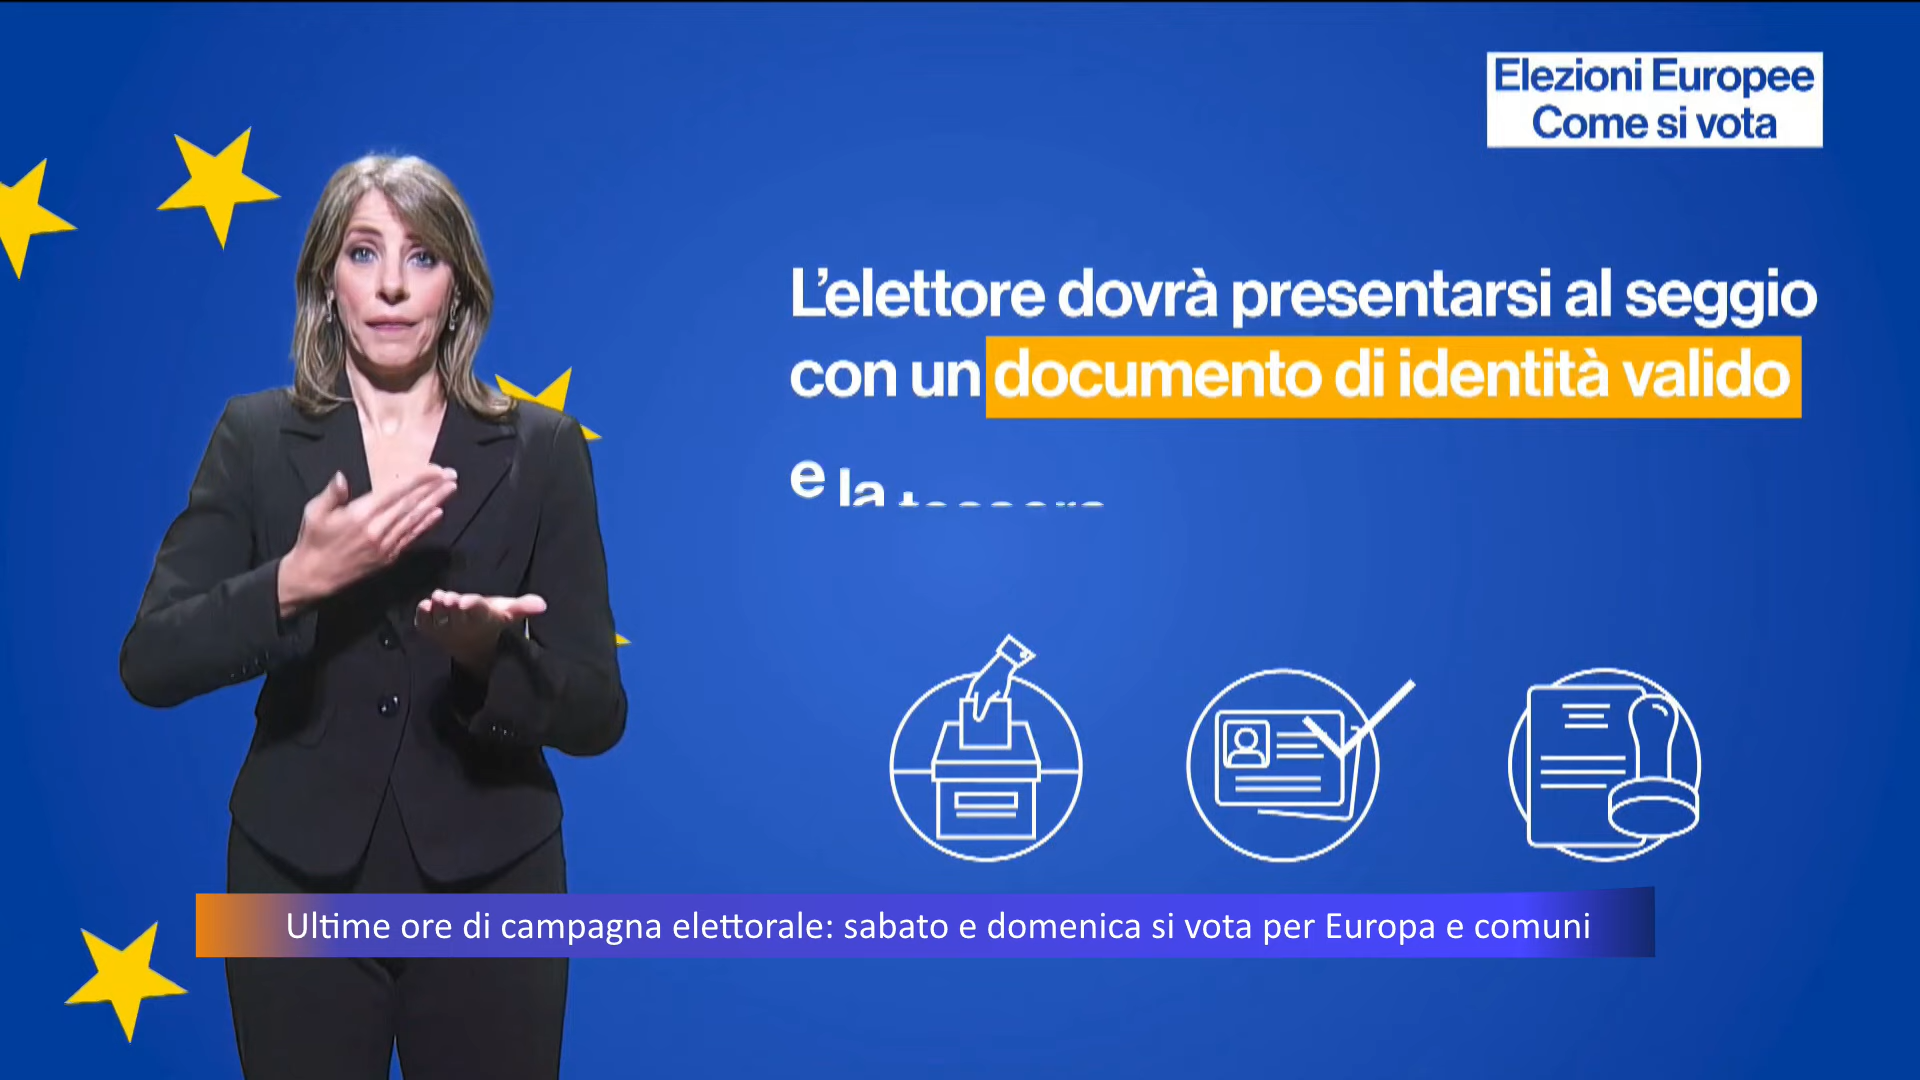 Elezioni Europee
Come si vota
L'elettore dovrà presentarsi al seggio
con un documento di identità valido
e la
Ultime ore di campagna elettorale: sabato e domenica si vota per Europa e comuni